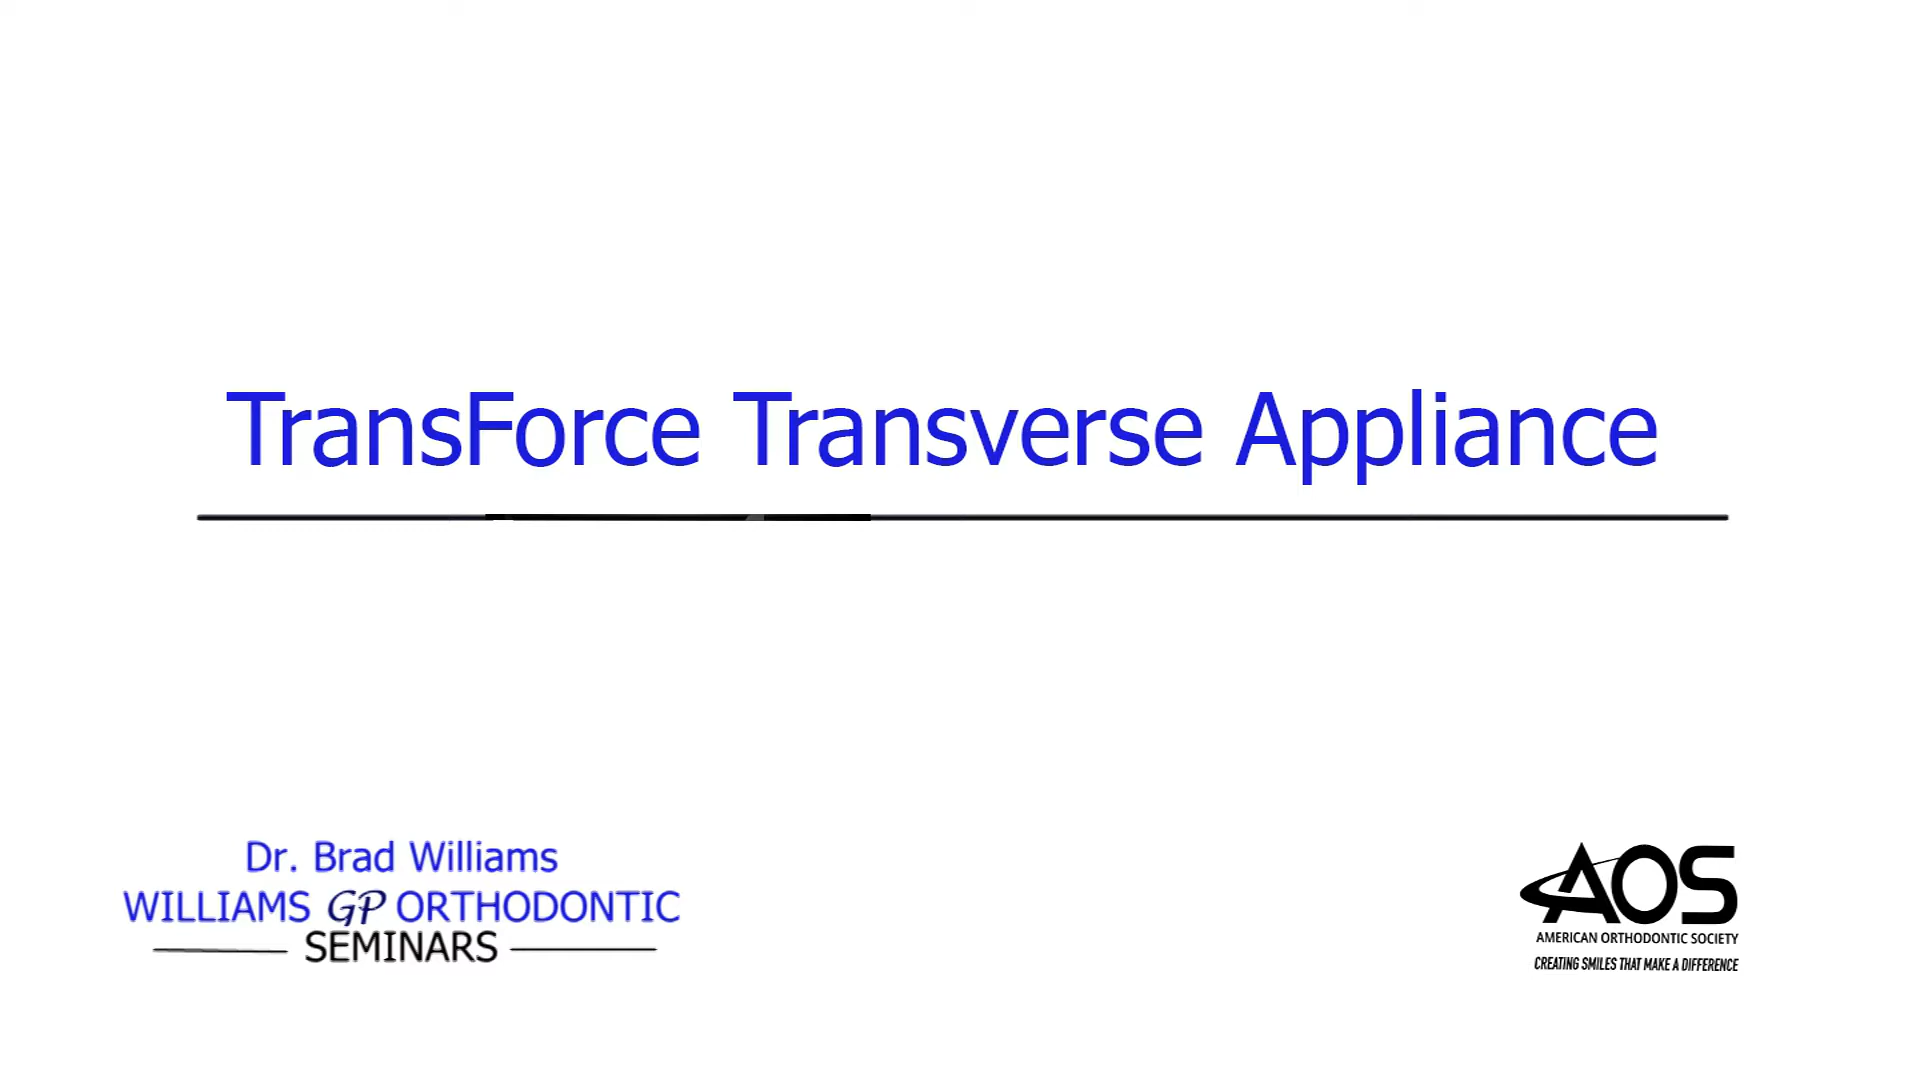 TransForce Transverse Appliance
Dr. Brad Williams
WILLIAMS GP ORTHODONTIC
SEMINARS
AOS
AMERICAN ORTHODONTIC SOCIETY
CREATING SMILES THAT MAKE A DIFFERENCE